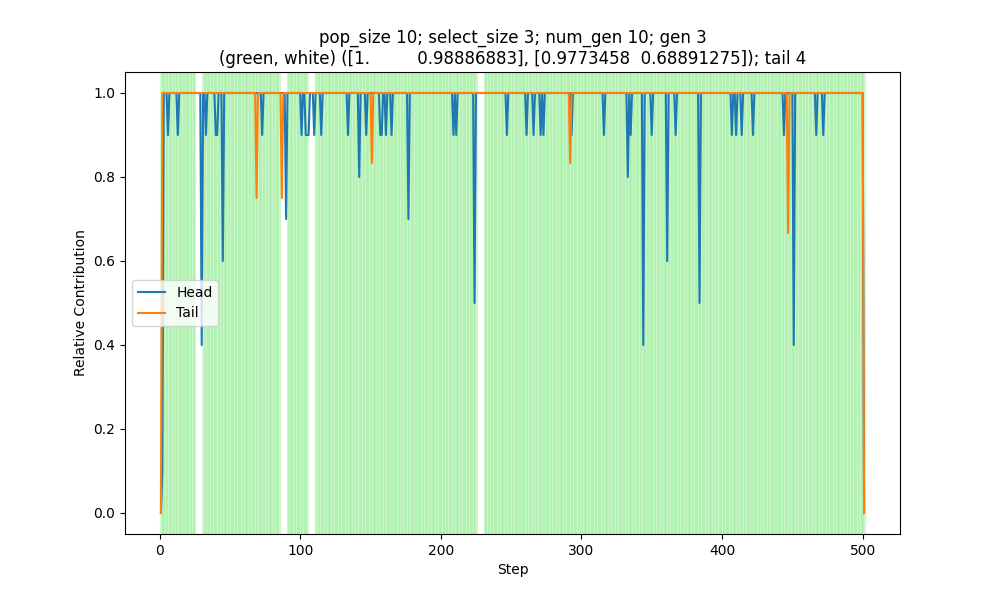 pop_size 10; select_size 3; num_gen 10; gen 3
(green, white) ([1.         0.98886883], [0.9773458  0.68891275]); tail 4
1.0
0.8
0.6
0.4
0.2
0.0
Relative Contribution
Head
Tail
0
100
200
300
400
500
Step